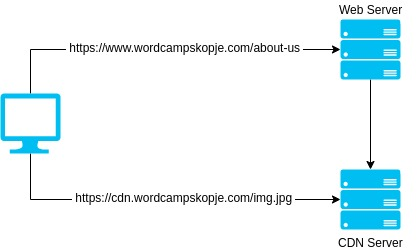 Web Server
https://www.wordcampskopje.com/about-us
https://cdn.wordcampskopje.com/img.jpg
CDN Server